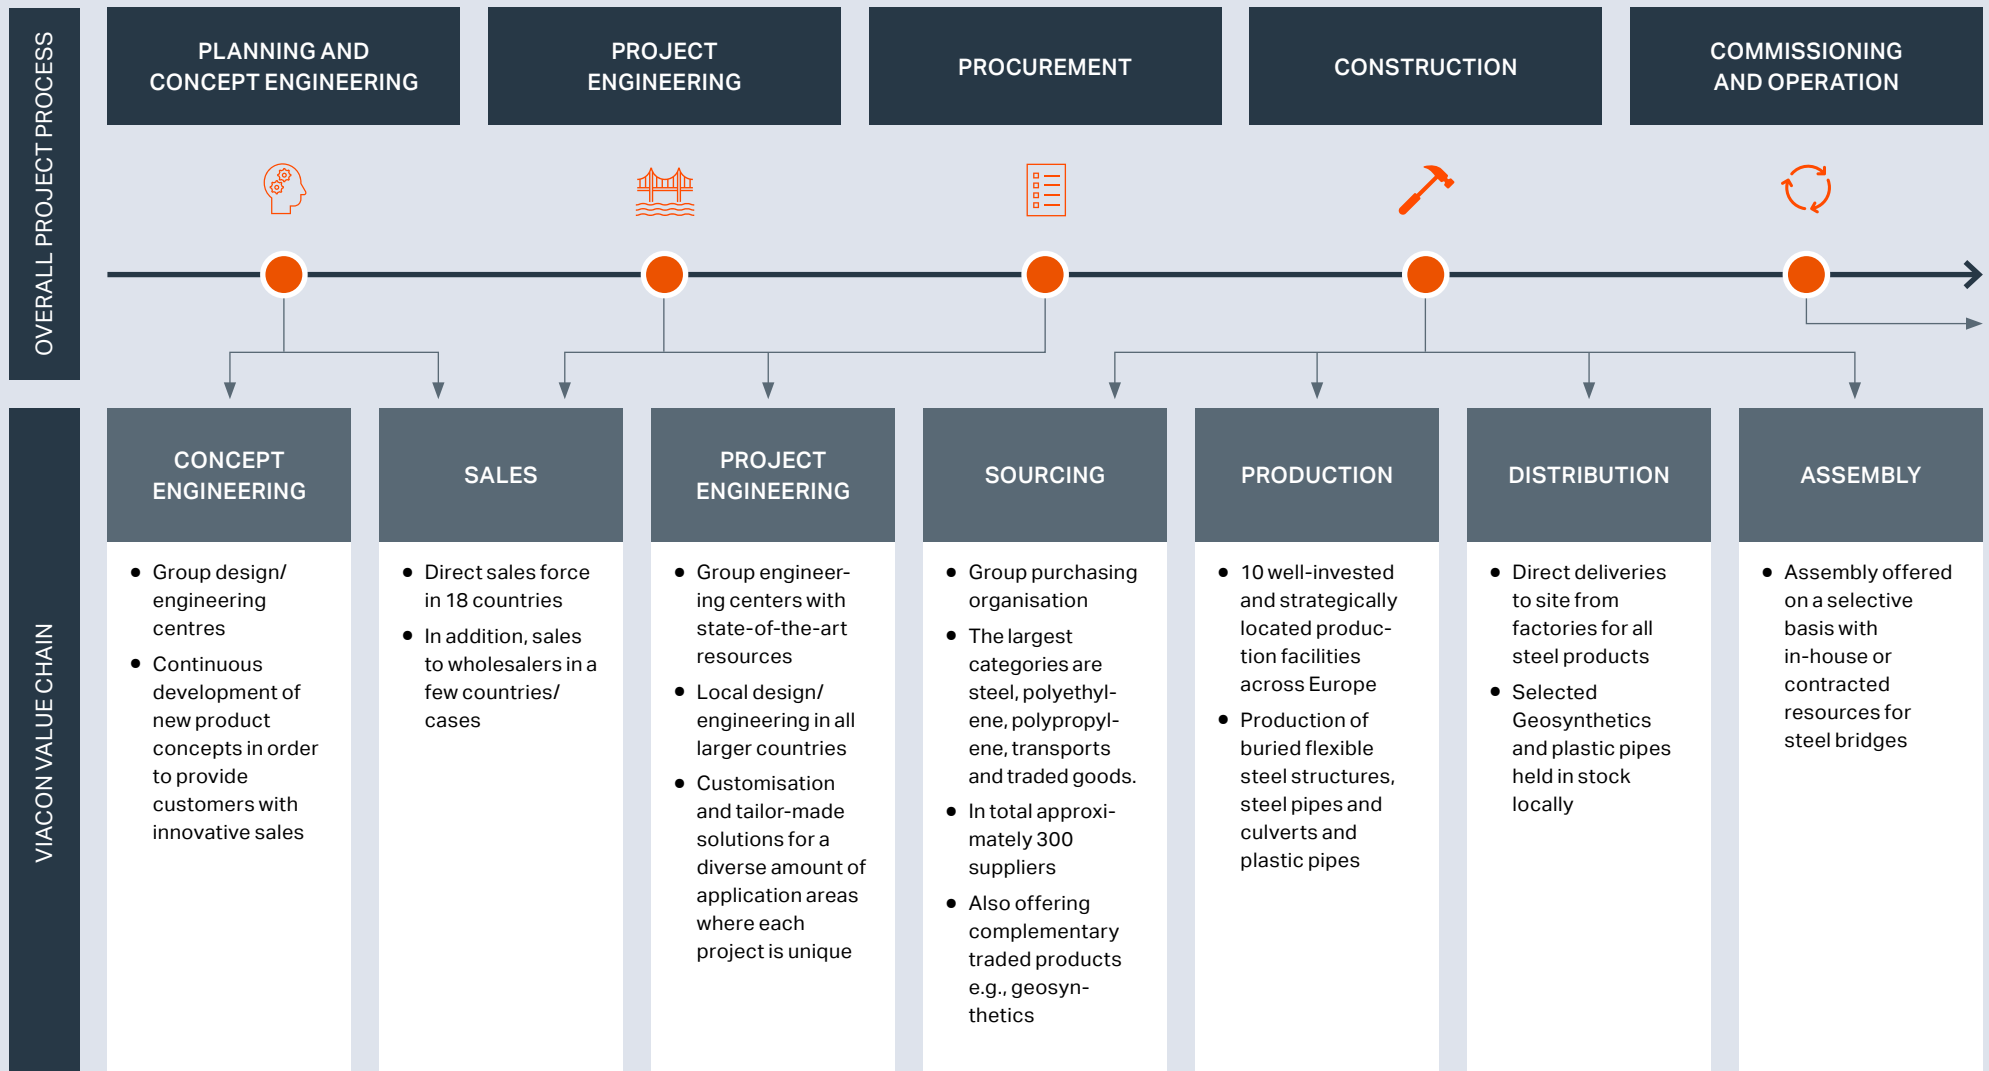 OVERALL PROJECT PROCESS
PLANNING AND
CONCEPT ENGINEERING
PROJECT
ENGINEERING
PROCUREMENT
CONSTRUCTION
COMMISSIONING
AND OPERATION
VIACON VALUE CHAIN
CONCEPT
ENGINEERING
• Group design/
engineering
centres
• Continuous
development of
new product
concepts in order
to provide
customers with
innovative sales
SALES
• Direct sales force
in 18 countries
• In addition, sales
to wholesalers in a
few countries/
cases
PROJECT
ENGINEERING
• Group engineer-
ing centers with
state-of-the-art
resources
• Local design/
engineering in all
larger countries
• Customisation
and tailor-made
solutions for a
diverse amount of
application areas
where each
project is unique
SOURCING
• Group purchasing
organisation
• The largest
categories are
steel, polyethyl-
ene, polypropyl-
ene, transports
and traded goods.
• In total approxi-
mately 300
suppliers
• Also offering
complementary
traded products
e.g., geosyn-
thetics
PRODUCTION
• 10 well-invested
and strategically
located produc-
tion facilities
across Europe
• Production of
buried flexible
steel structures,
steel pipes and
culverts and
plastic pipes
DISTRIBUTION
• Direct deliveries
to site from
factories for all
steel products
• Selected
Geosynthetics
and plastic pipes
held in stock
locally
ASSEMBLY
• Assembly offered
on a selective
basis with
in-house or
contracted
resources for
steel bridges